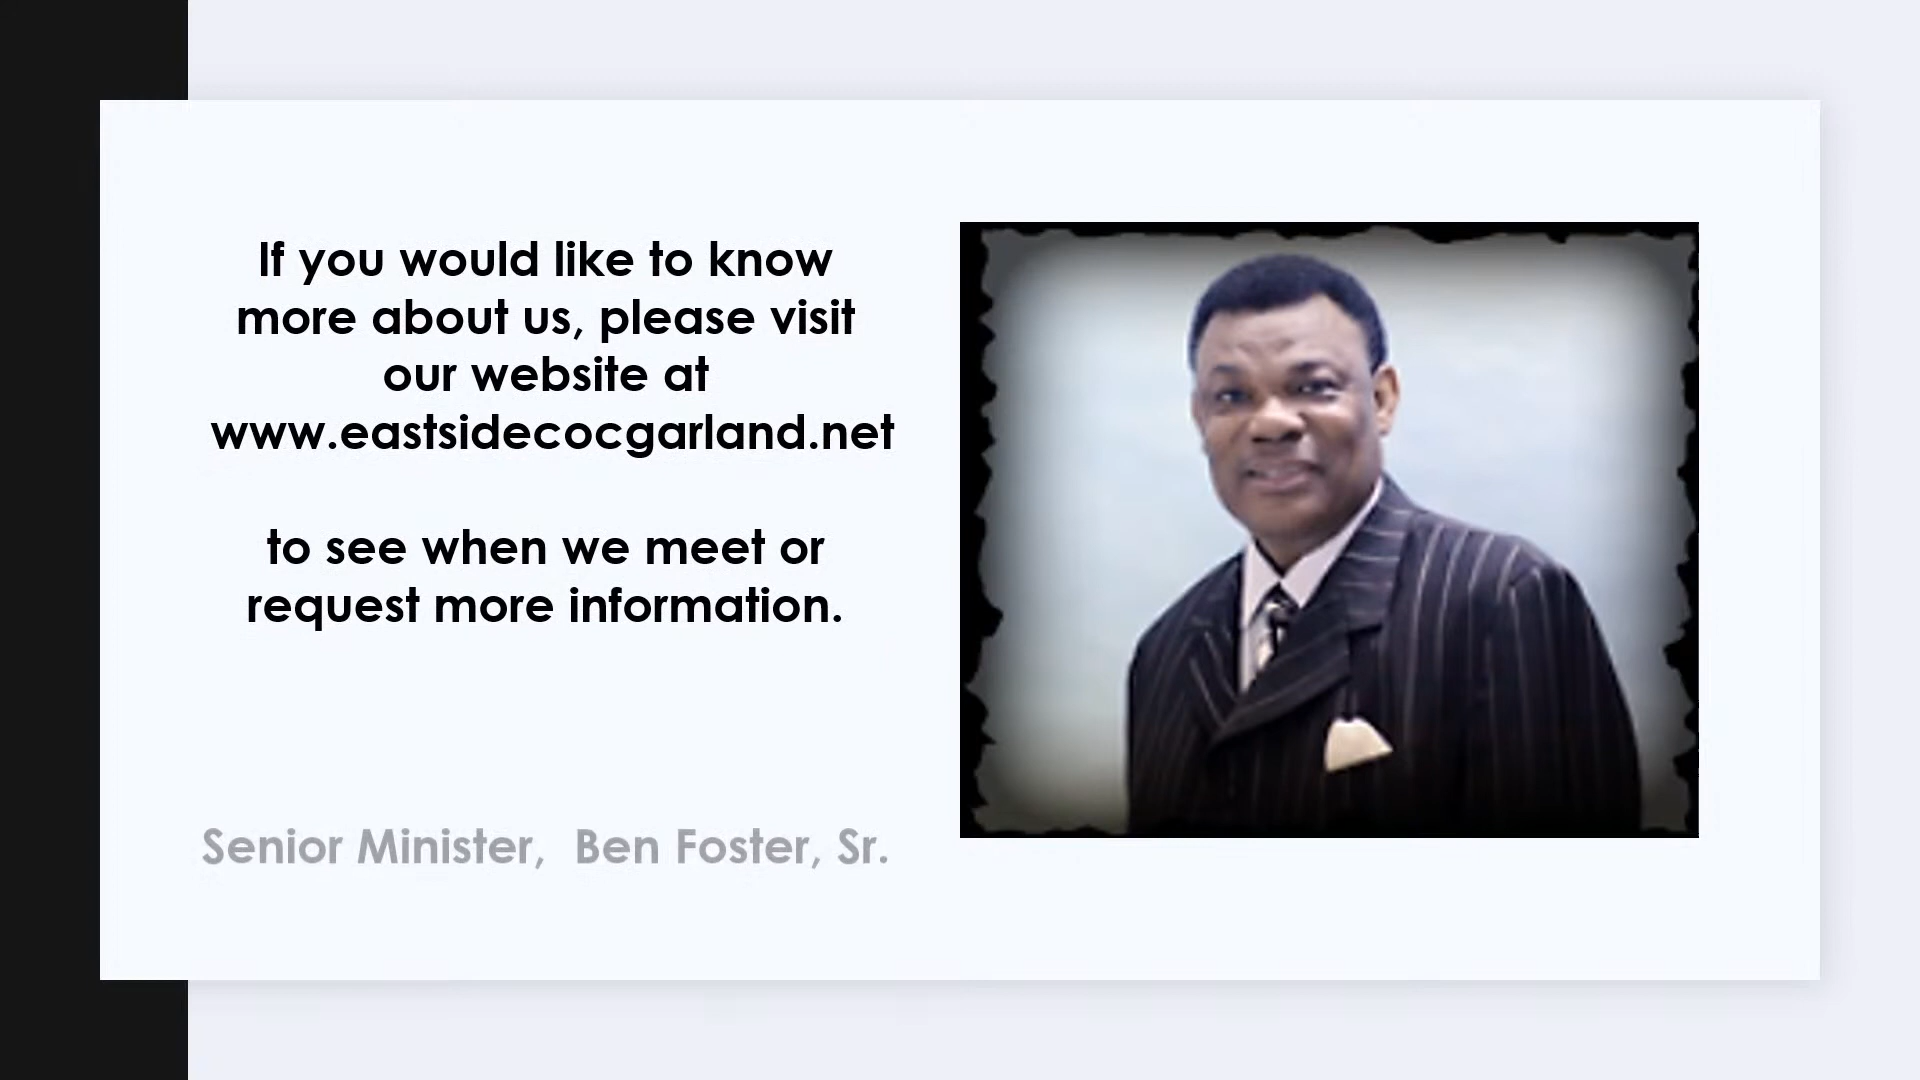 If you would like to know
more about us, please visit
our website at
www.eastsidecocgarland.net
to see when we meet or
request more information.
Senior Minister,  Ben Foster, Sr.